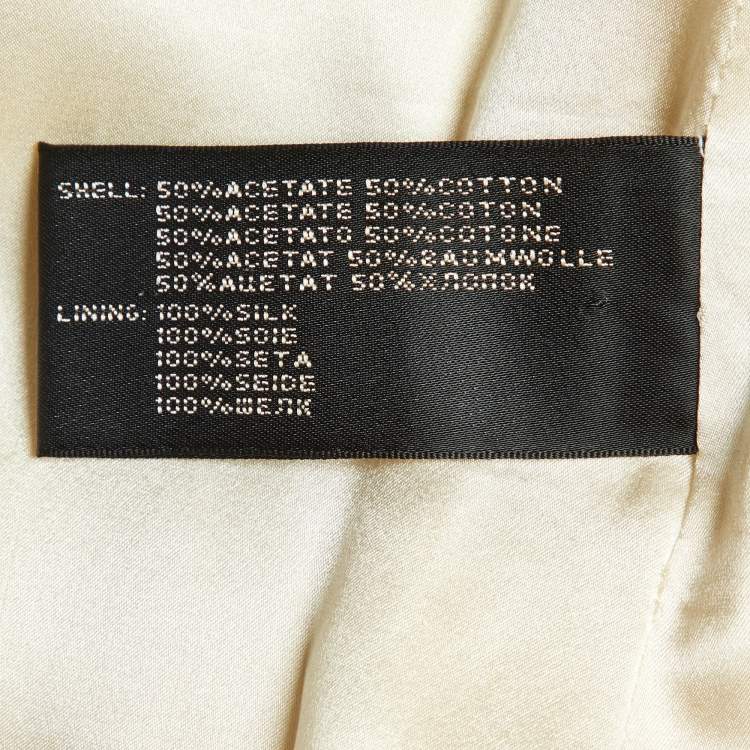 SHELL: 50%ACETATE 50%COTTON
50%ACETATE 50%COTON
50%ACETATO 50%COTONE
50%ACETAT 50%BAUMWOLLE
50%АЦЕТАТ 50%ХЛОПОК
LINING: 100%SILK
100%SOIE
100%SETA
100%SEIDE
100%ШЕЛК